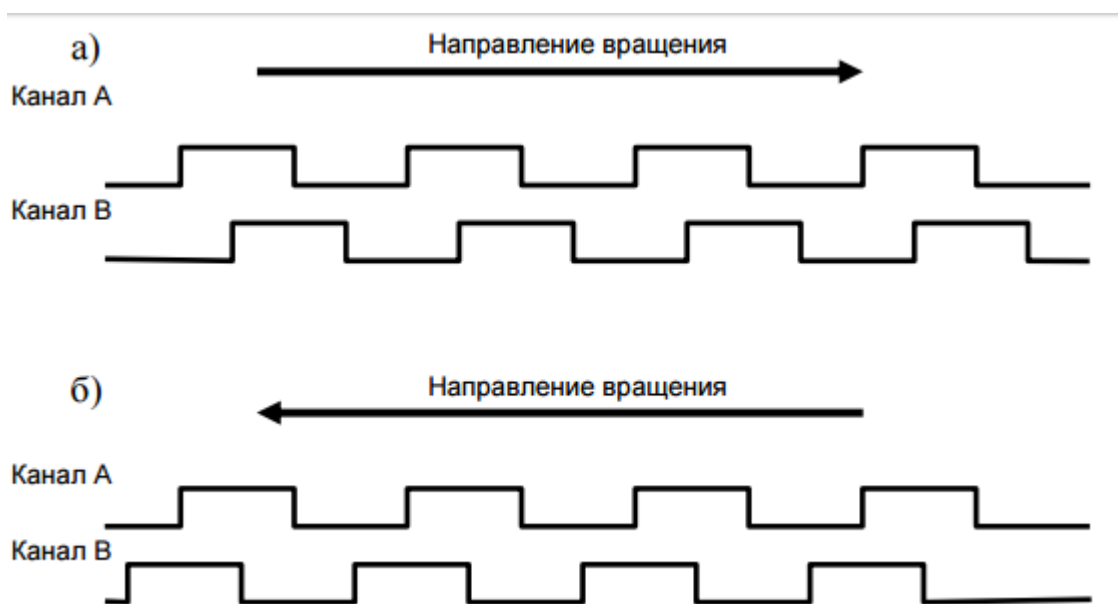 а)
Направление вращения
Канал А
Канал В
б)
Направление вращения
Канал А
Канал В